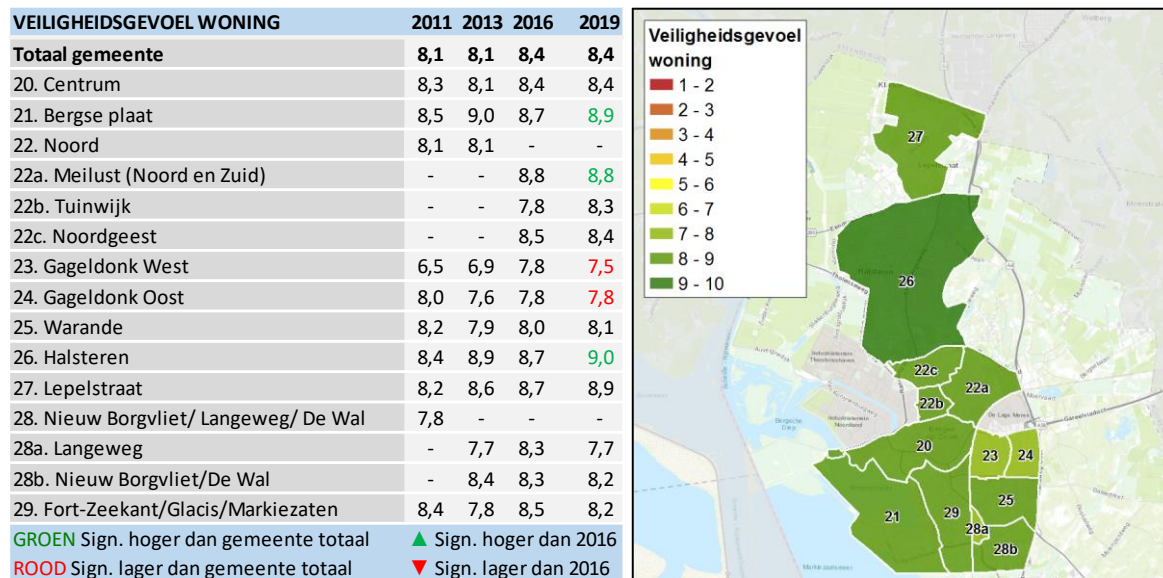 VEILIGHEIDSGEVOEL WONING 2011 2013 2016 2019
Totaal gemeente 8,1 8,1 8,4 8,4
20. Centrum 8,3 8,1 8,4 8,4
21. Bergse plaat 8,5 9,0 8,7 8,9
22. Noord 8,1 8,1 - -
22a. Meilust (Noord en Zuid) - - 8,8 8,8
22b. Tuinwijk - - 7,8 8,3
22c. Noordgeest - - 8,5 8,4
23. Gageldonk West 6,5 6,9 7,8 7,5
24. Gageldonk Oost 8,0 7,6 7,8 7,8
25. Warande 8,2 7,9 8,0 8,1
26. Halsteren 8,4 8,9 8,7 9,0
27. Lepelstraat 8,2 8,6 8,7 8,9
28. Nieuw Borgvliet/ Langeweg/ De Wal 7,8 - - -
28a. Langeweg - 7,7 8,3 7,7
28b. Nieuw Borgvliet/De Wal - 8,4 8,3 8,2
29. Fort-Zeekant/Glacis/Markiezaten 8,4 7,8 8,5 8,2
GROEN Sign. hoger dan gemeente totaal ▲ Sign. hoger dan 2016
ROOD Sign. lager dan gemeente totaal ▼ Sign. lager dan 2016
Veiligheidsgevoel
woning
1 - 2
2 - 3
3 - 4
4 - 5
5 - 6
6 - 7
7 - 8
8 - 9
9 - 10
27
26
22c
22a
22b
20
23
24
25
21
29
28a
28b